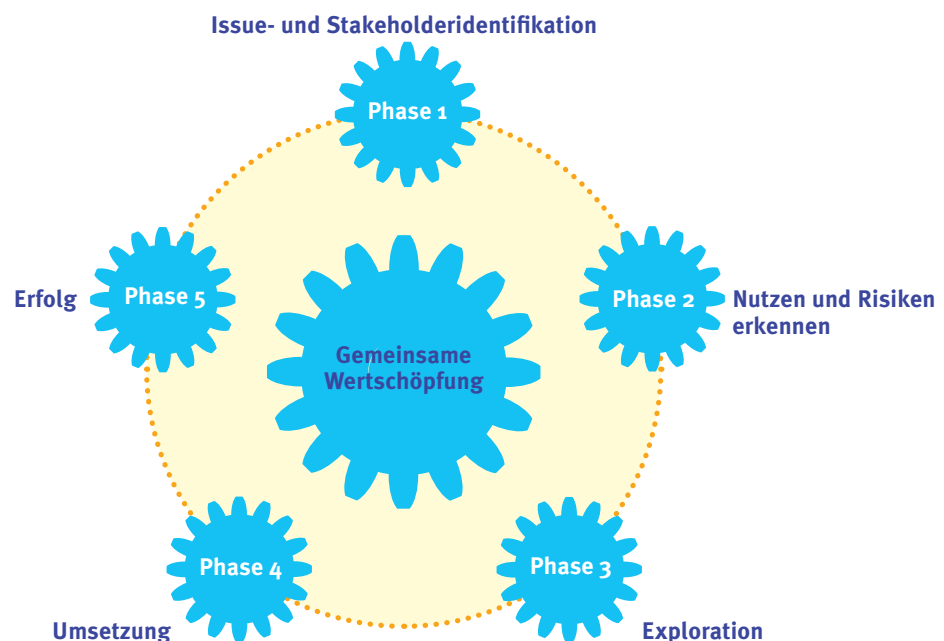 Issue- und Stakeholderidentifikation
Phase 1
Phase 2
Nutzen und Risiken
erkennen
Phase 3
Exploration
Phase 4
Umsetzung
Phase 5
Erfolg
Gemeinsame
Wertschöpfung